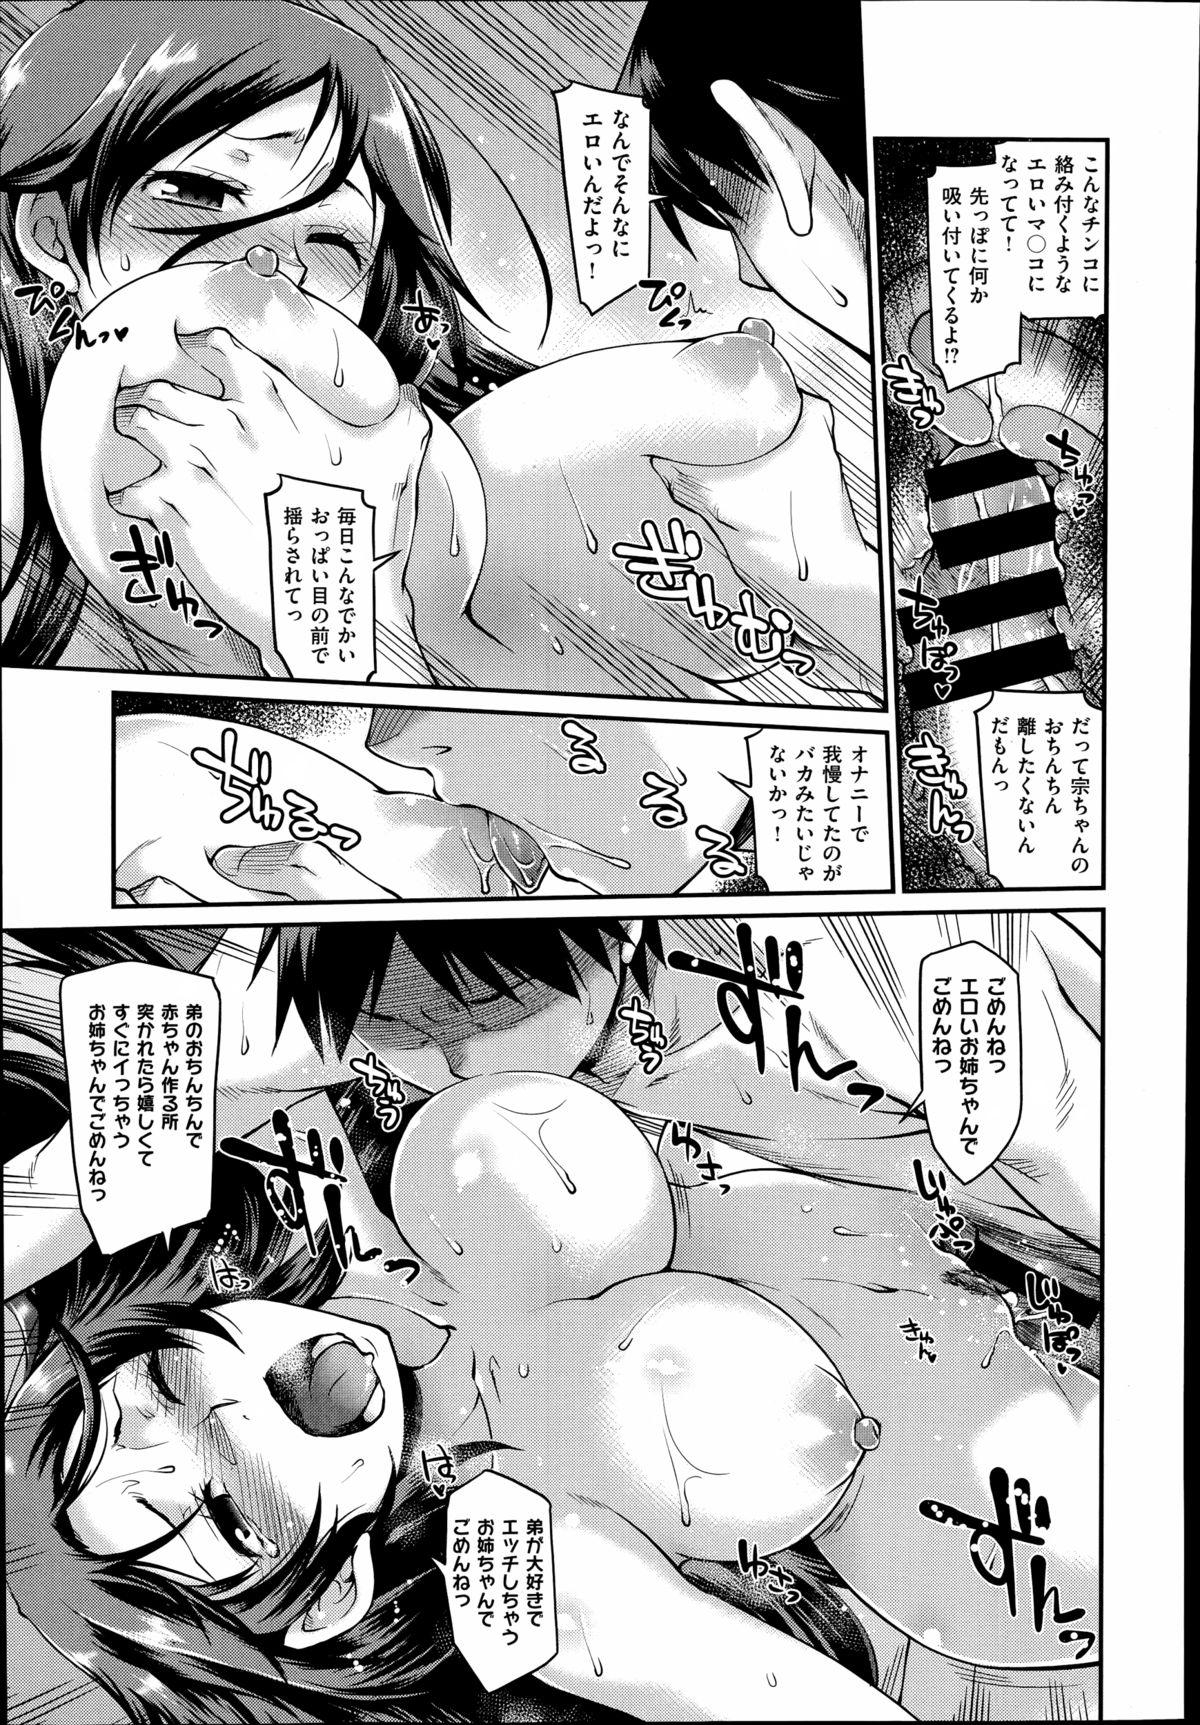 こんなチンコに
絡み付くような
エロいマ〇コに
なってて！
先っぽに何か
吸い付いてくるよ!?
ぎゅっ
ちゅっ
ちゅぱっ
ぎゅんっ
だって宗ちゃんの
おちんちん
離したくないん
だもんっ
なんでそんなに
エロいんだよっ！
ぴくっ
あっ
ぴくんっ
毎日こんなでかい
おっぱい目の前で
揺らされてっ
ぎゅっ
オナニーで
我慢してたのが
バカみたいじゃ
ないかっ！
ごめんねっ
エロいお姉ちゃんで
ごめんねっ
ずんっ
ちゅう
ちゅう
ゆさっ
じゅぷっ
じゅぽっ
きゅん
弟のおちんちんで
赤ちゃん作る所
突かれたら嬉しくて
すぐにイっちゃう
お姉ちゃんでごめんねっ
ずんっ
はっ
はっ
弟が大好きで
エッチしちゃう
お姉ちゃんで
ごめんねっ
ゆさっ
ずんっ